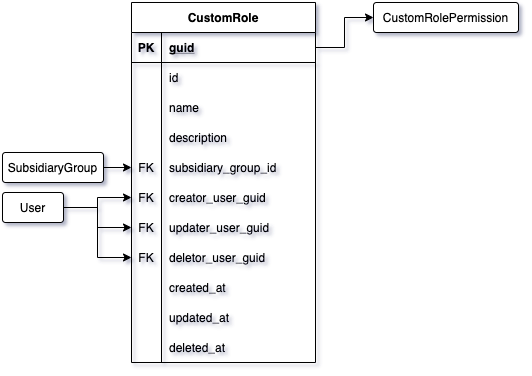 CustomRole
CustomRolePermission
PK guid
id
name
description
SubsidiaryGroup
FK subsidiary_group_id
User
FK creator_user_guid
FK updater_user_guid
FK deletor_user_guid
created_at
updated_at
deleted_at